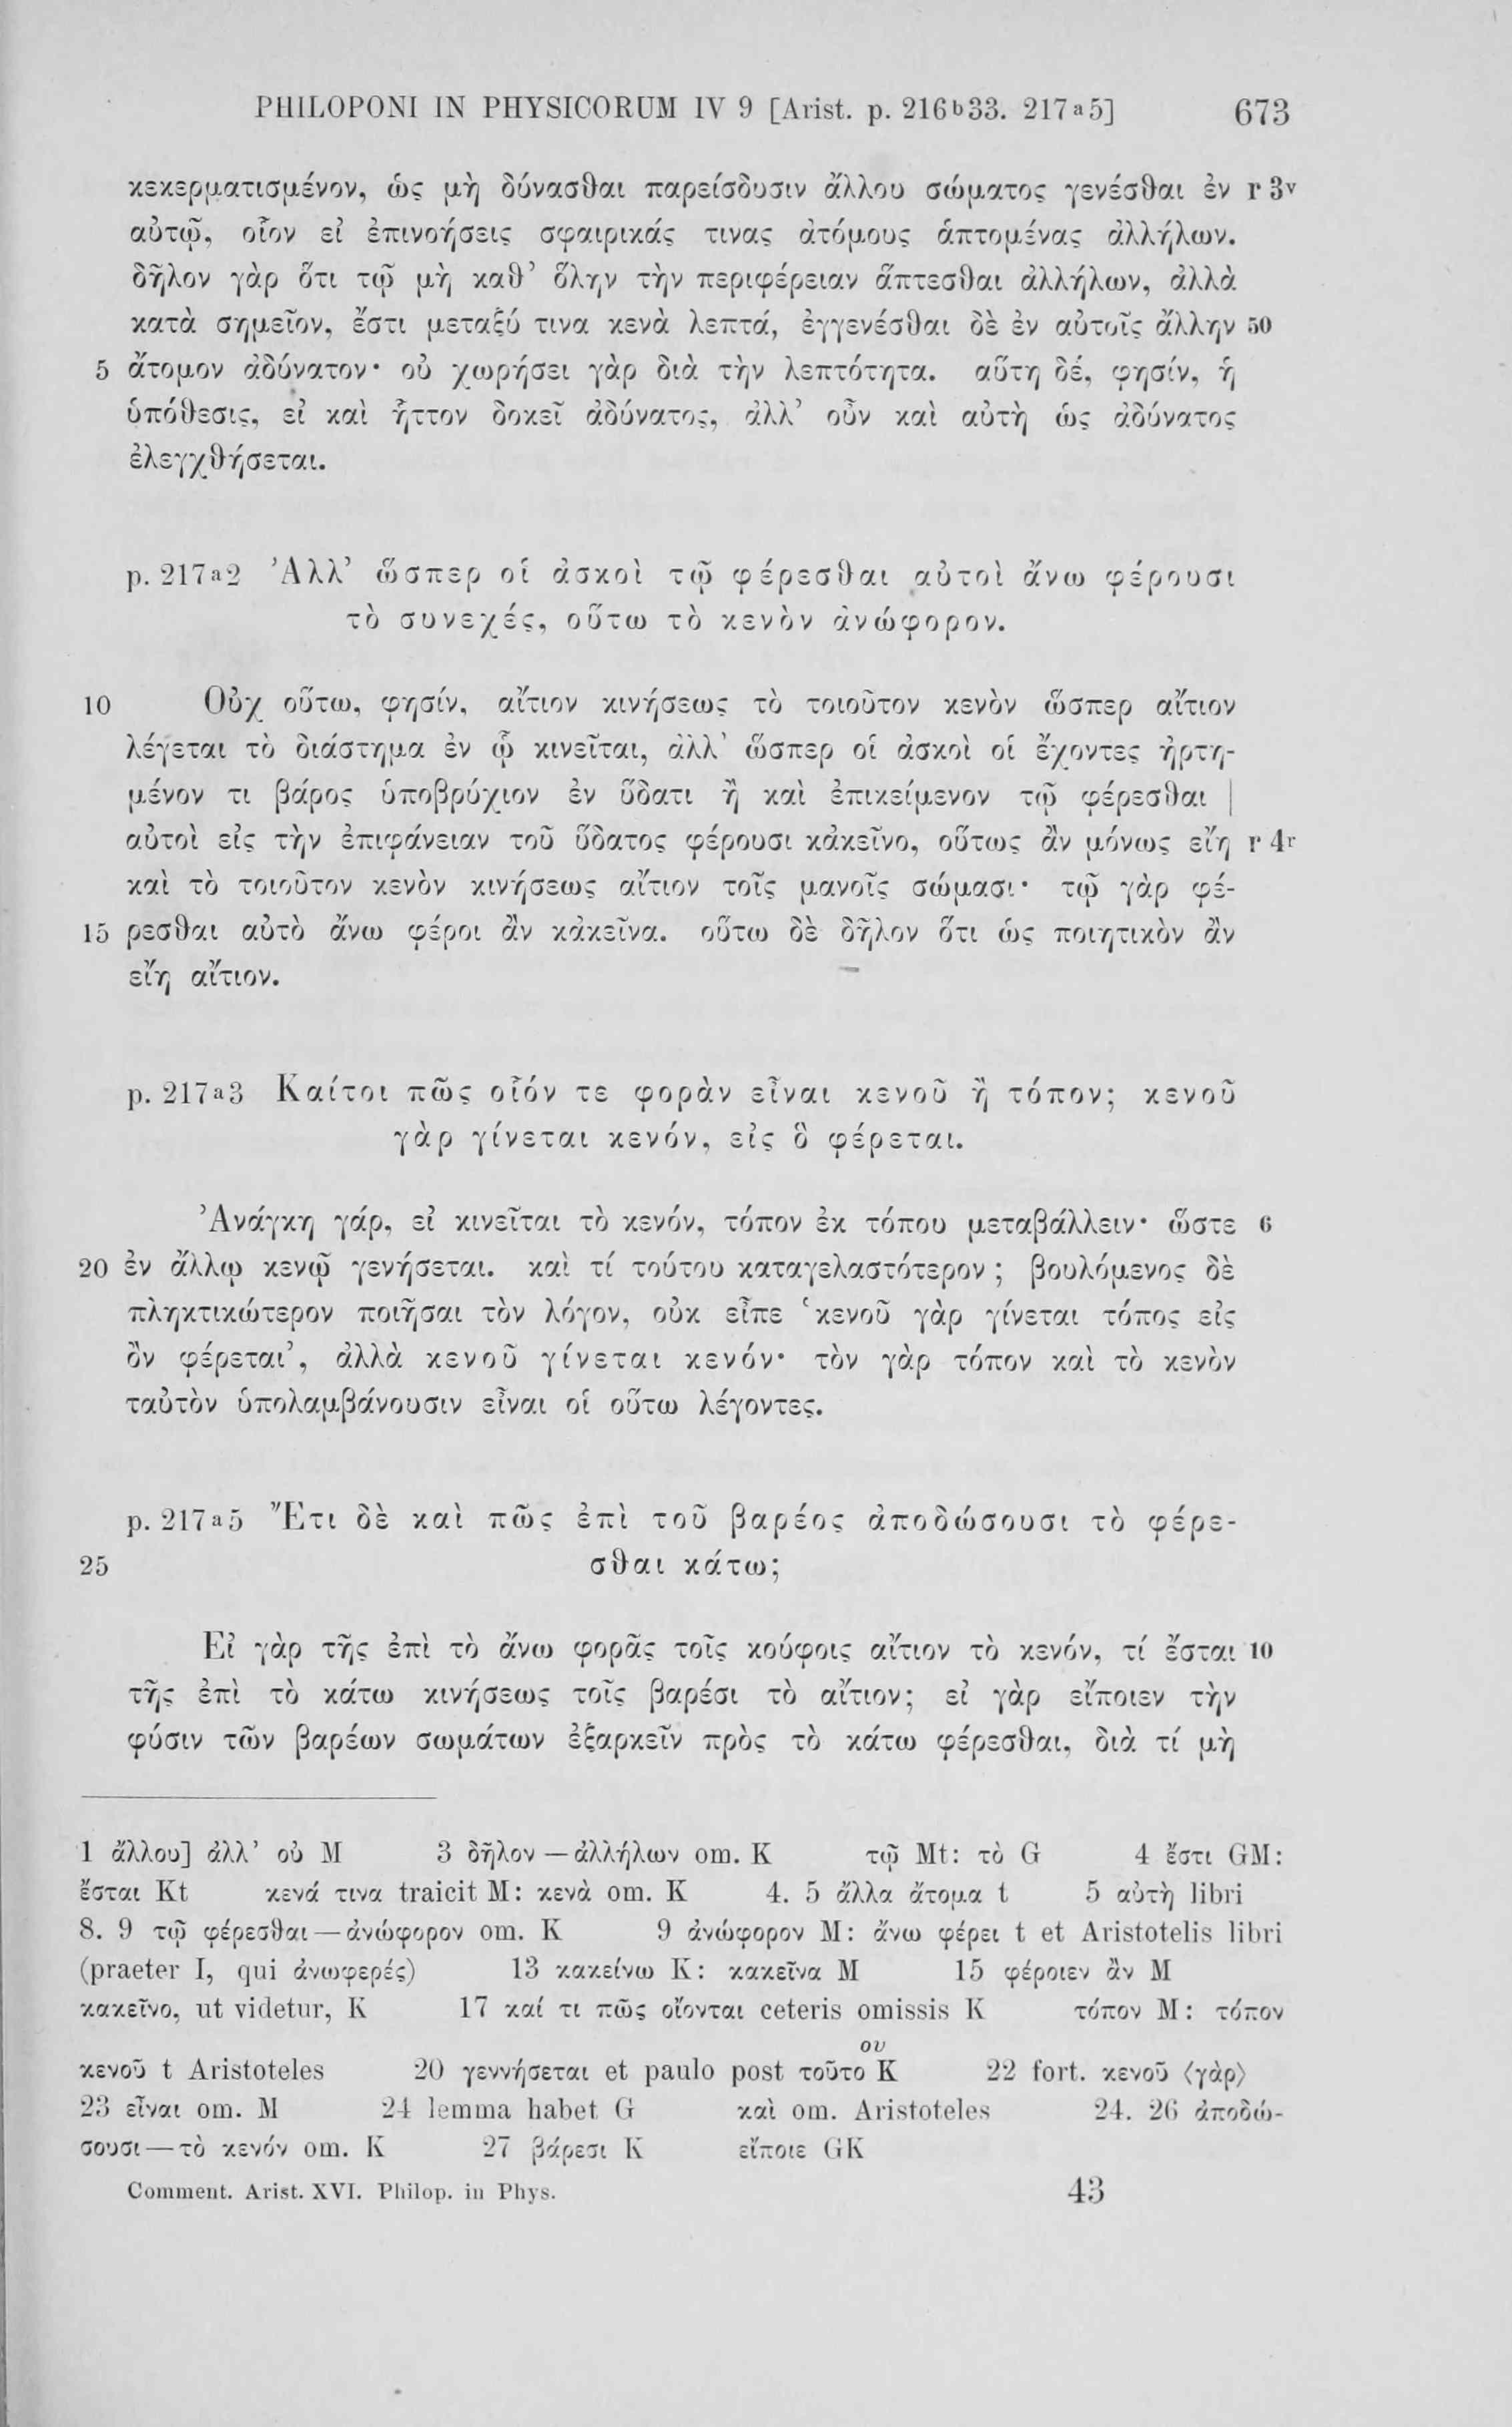 PHILOPONI IN PHYSICORUM IV 9 [Arist. p. 216b33. 217a5] 673
κεκερματισμένον, ὡς μὴ δύνασθαι παρείσδυσιν ἄλλου σώματος γενέσθαι ἐν r 3v
αὐτῷ, οἷον εἰ ἐπινοήσεις σφαιρικάς τινας ἀτόμους ἁπτομένας ἀλλήλων.
δῆλον γὰρ ὅτι τῷ μὴ καθ’ ὅλην τὴν περιφέρειαν ἅπτεσθαι ἀλλήλων, ἀλλὰ
κατὰ σημεῖον, ἔστι μεταξύ τινα κενὰ λεπτά, ἐγγενέσθαι δὲ ἐν αὐτοῖς ἄλλην 50
5 ἄτομον ἀδύνατον· οὐ χωρήσει γὰρ διὰ τὴν λεπτότητα. αὕτη δέ, φησίν, ἡ
ὑπόθεσις, εἰ καὶ ἧττον δοκεῖ ἀδύνατος, ἀλλ’ οὖν καὶ αὐτὴ ὡς ἀδύνατος
ἐλεγχθήσεται.
p. 217a2 Ἀλλ’ ὥσπερ οἱ ἀσκοὶ τῷ φέρεσθαι αὐτοὶ ἄνω φέρουσι
τὸ συνεχές, οὕτω τὸ κενὸν ἀνώφορον.
10 Οὐχ οὕτω, φησίν, αἴτιον κινήσεως τὸ τοιοῦτον κενὸν ὥσπερ αἴτιον
λέγεται τὸ διάστημα ἐν ᾧ κινεῖται, ἀλλ’ ὥσπερ οἱ ἀσκοὶ οἱ ἔχοντες ἠρτη-
μένον τι βάρος ὑποβρύχιον ἐν ὕδατι ἢ καὶ ἐπικείμενον τῷ φέρεσθαι |
αὐτοὶ εἰς τὴν ἐπιφάνειαν τοῦ ὕδατος φέρουσι κἀκεῖνο, οὕτως ἂν μόνως εἴη r 4r
καὶ τὸ τοιοῦτον κενὸν κινήσεως αἴτιον τοῖς μανοῖς σώμασι· τῷ γὰρ φέ-
15 ρεσθαι αὐτὸ ἄνω φέροι ἂν κἀκεῖνα. οὕτω δὲ δῆλον ὅτι ὡς ποιητικὸν ἂν
εἴη αἴτιον.
p. 217a3 Καίτοι πῶς οἷόν τε φορὰν εἶναι κενοῦ ἢ τόπον; κενοῦ
γὰρ γίνεται κενόν, εἰς ὃ φέρεται.
Ἀνάγκη γάρ, εἰ κινεῖται τὸ κενόν, τόπον ἐκ τόπου μεταβάλλειν· ὥστε 6
20 ἐν ἄλλῳ κενῷ γενήσεται. καὶ τί τούτου καταγελαστότερον; βουλόμενος δὲ
πληκτικώτερον ποιῆσαι τὸν λόγον, οὐκ εἶπε ‘κενοῦ γὰρ γίνεται τόπος εἰς
ὃν φέρεται’, ἀλλὰ κενοῦ γίνεται κενόν· τὸν γὰρ τόπον καὶ τὸ κενὸν
ταὐτὸν ὑπολαμβάνουσιν εἶναι οἱ οὕτω λέγοντες.
p. 217a5 Ἔτι δὲ καὶ πῶς ἐπὶ τοῦ βαρέος ἀποδώσουσι τὸ φέρε-
25 σθαι κάτω;
Εἰ γὰρ τῆς ἐπὶ τὸ ἄνω φορᾶς τοῖς κούφοις αἴτιον τὸ κενόν, τί ἔσται 10
τῆς ἐπὶ τὸ κάτω κινήσεως τοῖς βαρέσι τὸ αἴτιον; εἰ γὰρ εἴποιεν τὴν
φύσιν τῶν βαρέων σωμάτων ἐξαρκεῖν πρὸς τὸ κάτω φέρεσθαι, διὰ τί μὴ
1 ἄλλου] ἀλλ’ οὐ M 3 δῆλον — ἀλλήλων om. K τῷ Mt: τὸ G 4 ἔστι GM:
ἔσται Kt κενά τινα traicit M: κενὰ om. K 4. 5 ἄλλα ἄτομα t 5 αὐτὴ libri
8. 9 τῷ φέρεσθαι — ἀνώφορον om. K 9 ἀνώφορον M: ἄνω φέρει t et Aristotelis libri
(praeter I, qui ἀνωφερές) 13 κακείνω K: κακεῖνα M 15 φέροιεν ἂν M
κακεῖνο, ut videtur, K 17 καί τι πῶς οἴονται ceteris omissis K τόπον M: τόπον
κενοῦ t Aristoteles 20 γεννήσεται et paulo post τοῦτο ου K 22 fort. κενοῦ ⟨γὰρ⟩
23 εἶναι om. M 24 lemma habet G καὶ om. Aristoteles 24. 26 ἀποδώ-
σουσι — τὸ κενόν om. K 27 βάρεσι K εἴποιε GK
Comment. Arist. XVI. Philop. in Phys. 43